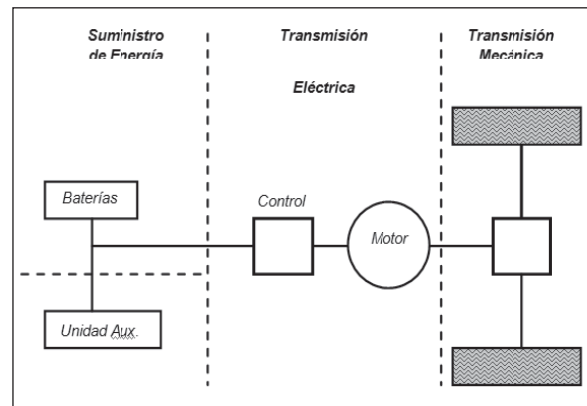 Suministro
de Energía
Transmisión
Eléctrica
Transmisión
Mecánica
Baterías
Control
Motor
Unidad Aux.